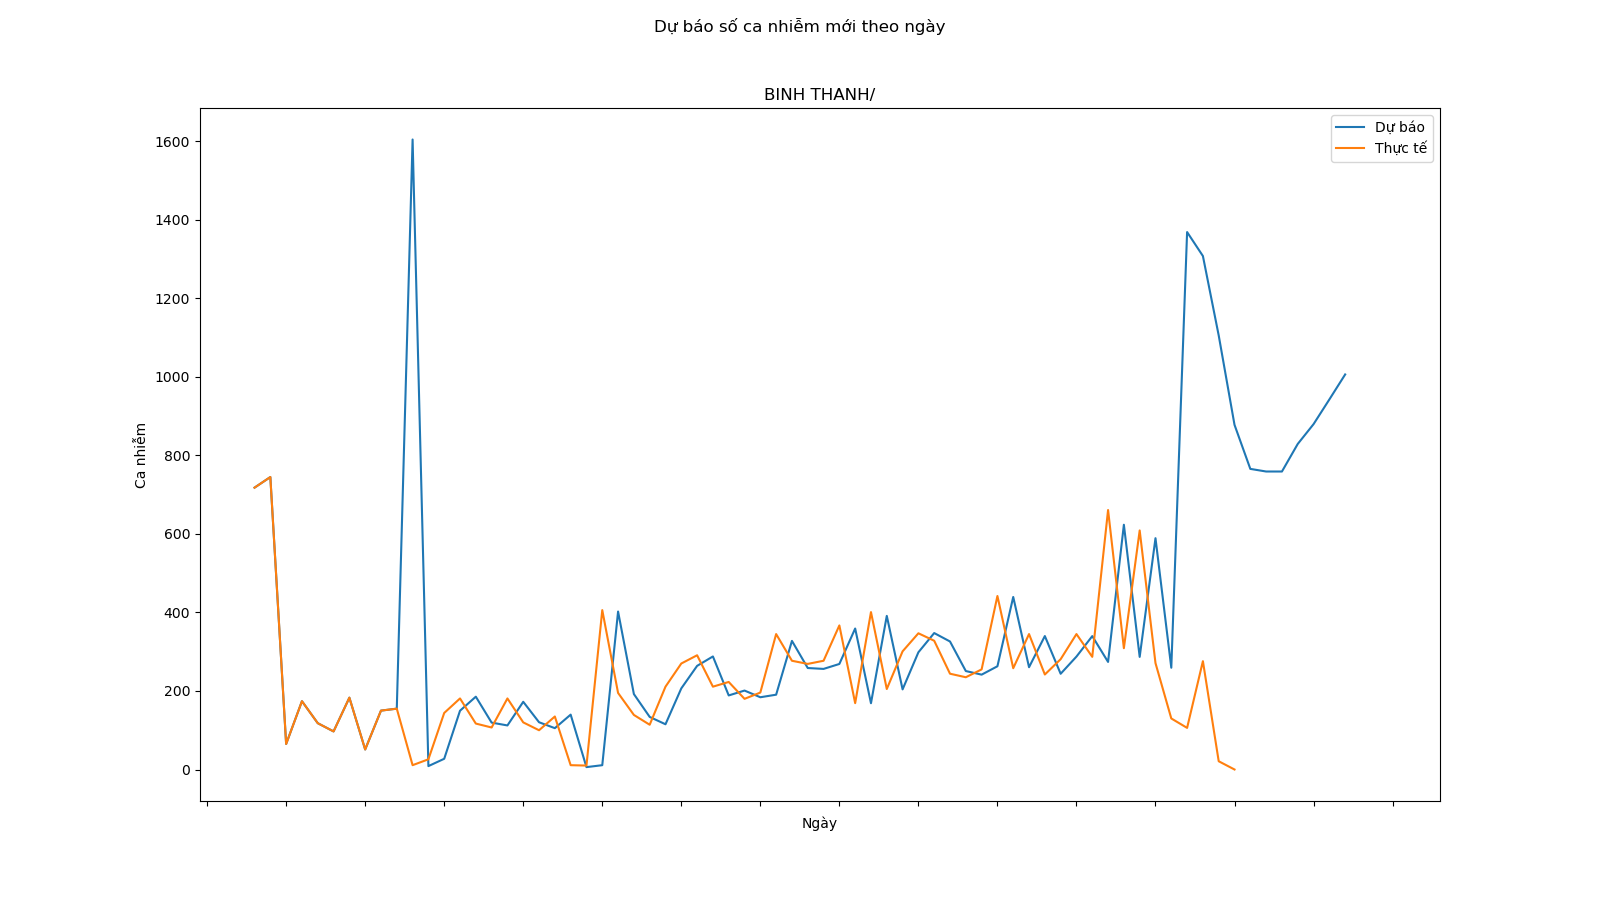 Dự báo số ca nhiễm mới theo ngày
BINH THANH/
Dự báo
Thực tế
1600
1400
1200
1000
800
600
400
200
0
Ca nhiễm
Ngày